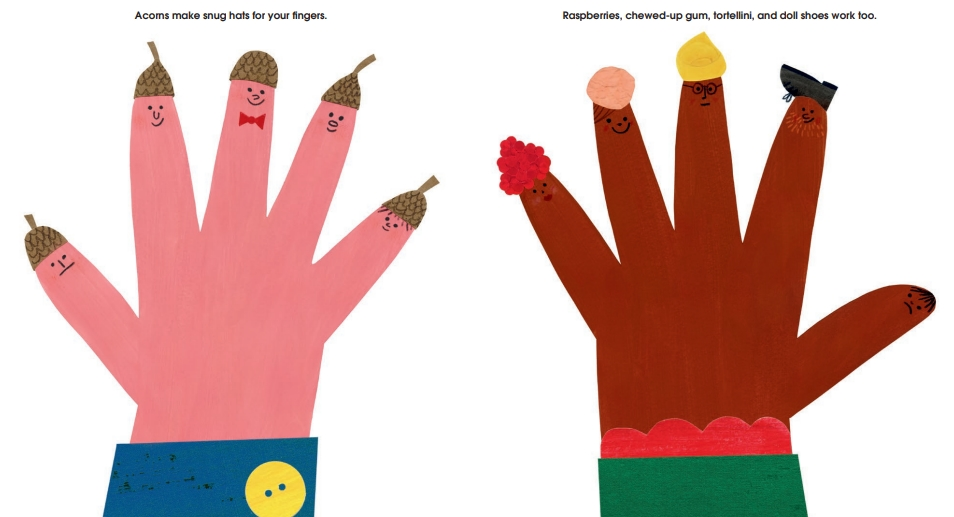 Acorns make snug hats for your fingers.
Raspberries, chewed-up gum, tortellini, and doll shoes work too.